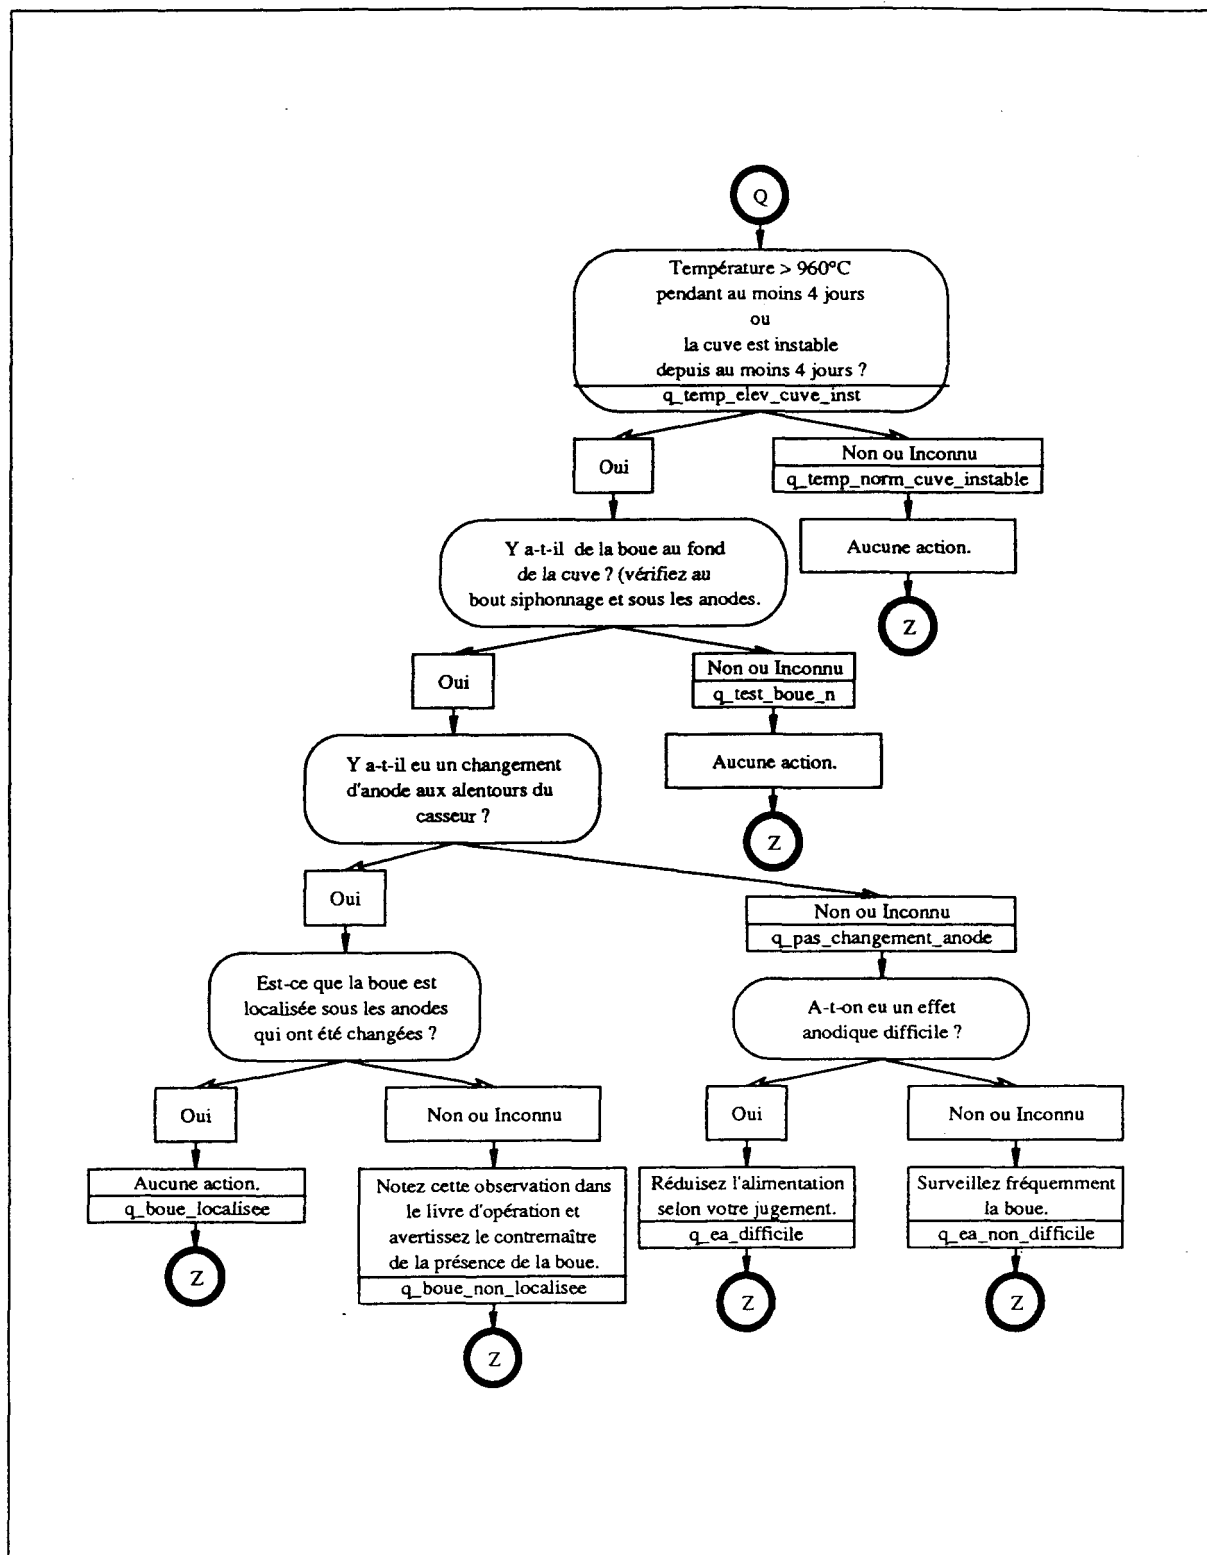 Q
Température > 960°C
pendant au moins 4 jours
ou
la cuve est instable
depuis au moins 4 jours ?
q_temp_elev_cuve_inst
Oui
Non ou Inconnu
q_temp_norm_cuve_instable
Y a-t-il de la boue au fond
de la cuve ? (vérifiez au
bout siphonnage et sous les anodes.
Aucune action.
Z
Oui
Non ou Inconnu
q_test_boue_n
Y a-t-il eu un changement
d'anode aux alentours du
casseur ?
Aucune action.
Z
Oui
Non ou Inconnu
q_pas_changement_anode
Est-ce que la boue est
localisée sous les anodes
qui ont été changées ?
A-t-on eu un effet
anodique difficile ?
Oui
Non ou Inconnu
Oui
Non ou Inconnu
Aucune action.
q_boue_localisee
Z
Notez cette observation dans
le livre d'opération et
avertissez le contremaître
de la présence de la boue.
q_boue_non_localisee
Z
Réduisez l'alimentation
selon votre jugement.
q_ea_difficile
Z
Surveillez fréquemment
la boue.
q_ea_non_difficile
Z